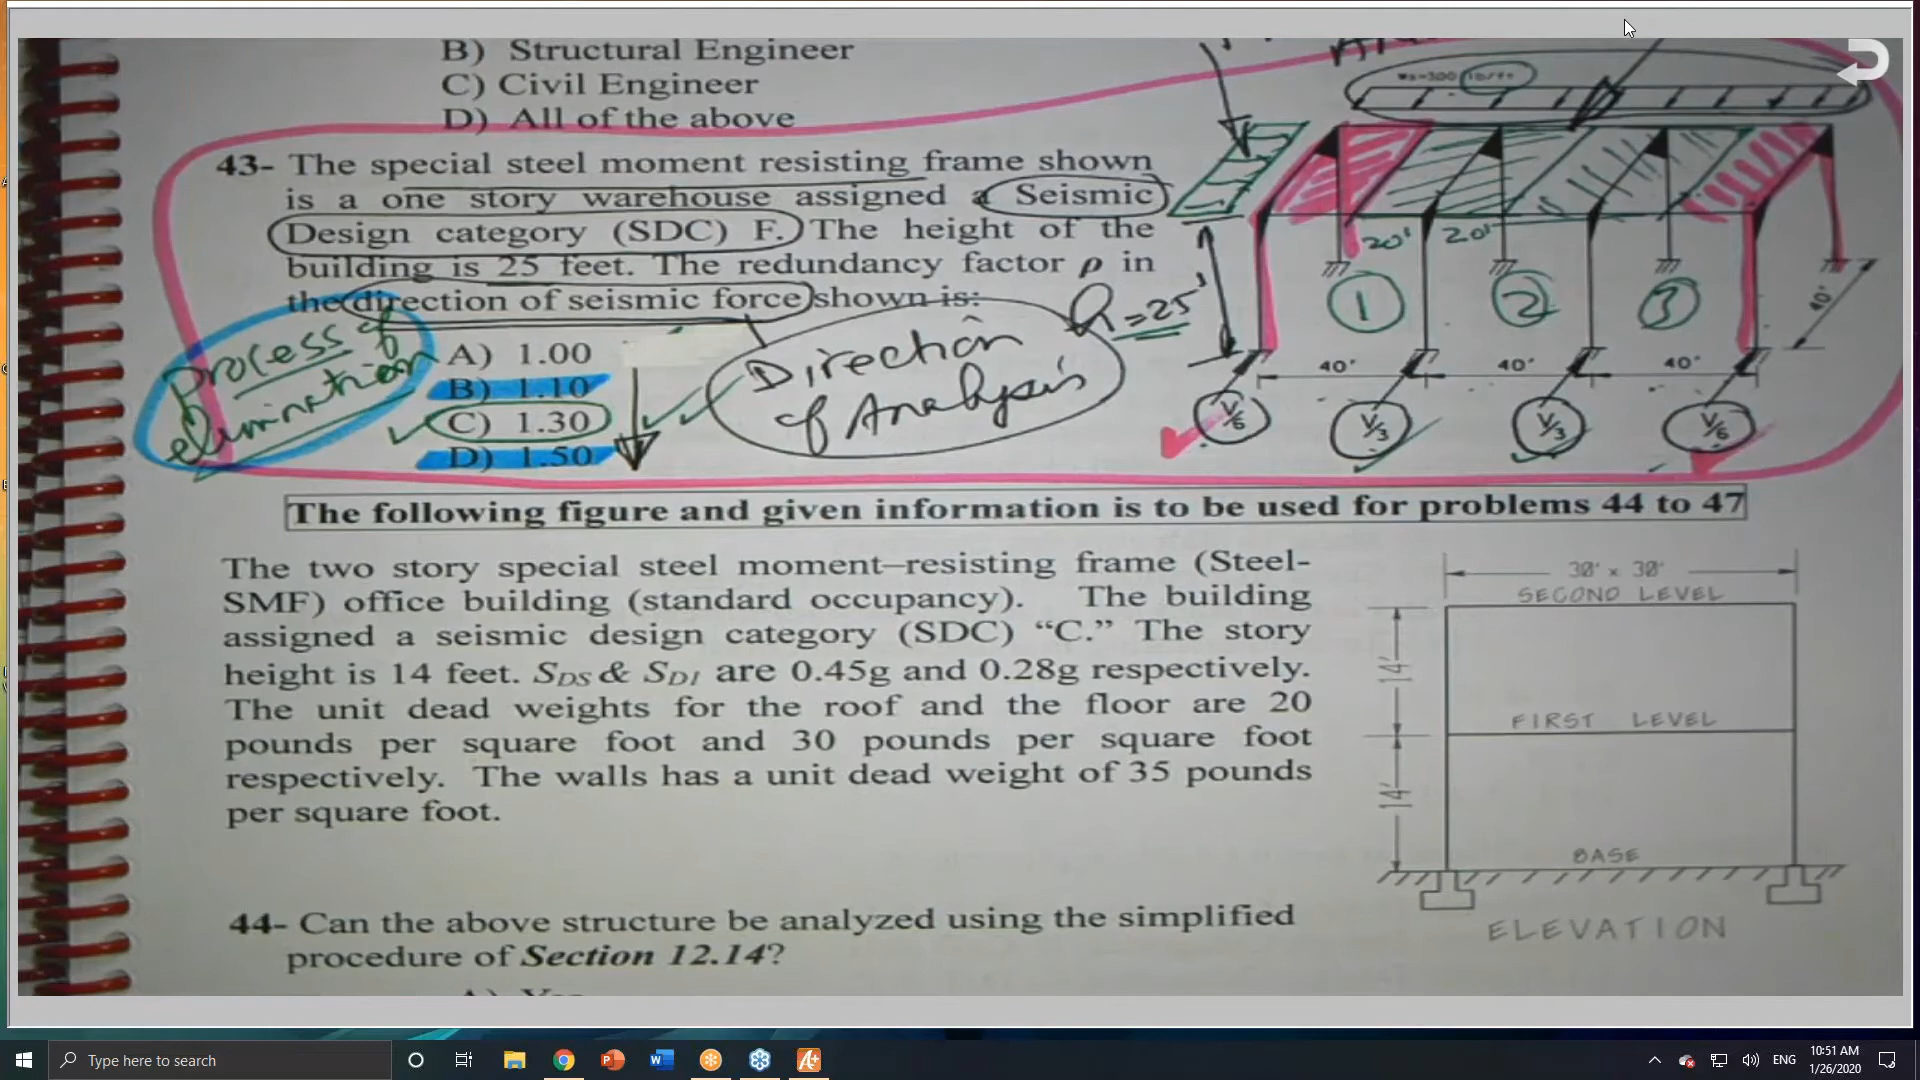 B) Structural Engineer
C) Civil Engineer
D) All of the above
43- The special steel moment resisting frame shown
is a one story warehouse assigned a Seismic
Design category (SDC) F. The height of the
building is 25 feet. The redundancy factor ρ in
the direction of seismic force shown is:
A) 1.00
B) 1.10
C) 1.30
D) 1.50
Process of
elimination
Direction
of Analysis
h=25'
20' 20'
1 2 3
40'
40' 40' 40'
V/6 V/3 V/3 V/6
The following figure and given information is to be used for problems 44 to 47
The two story special steel moment–resisting frame (Steel-
SMF) office building (standard occupancy). The building
assigned a seismic design category (SDC) “C.” The story
height is 14 feet. SDS & SD1 are 0.45g and 0.28g respectively.
The unit dead weights for the roof and the floor are 20
pounds per square foot and 30 pounds per square foot
respectively. The walls has a unit dead weight of 35 pounds
per square foot.
30' x 30'
SECOND LEVEL
14'
FIRST LEVEL
14'
BASE
ELEVATION
44- Can the above structure be analyzed using the simplified
procedure of Section 12.14?
Type here to search
ENG
10:51 AM
1/26/2020